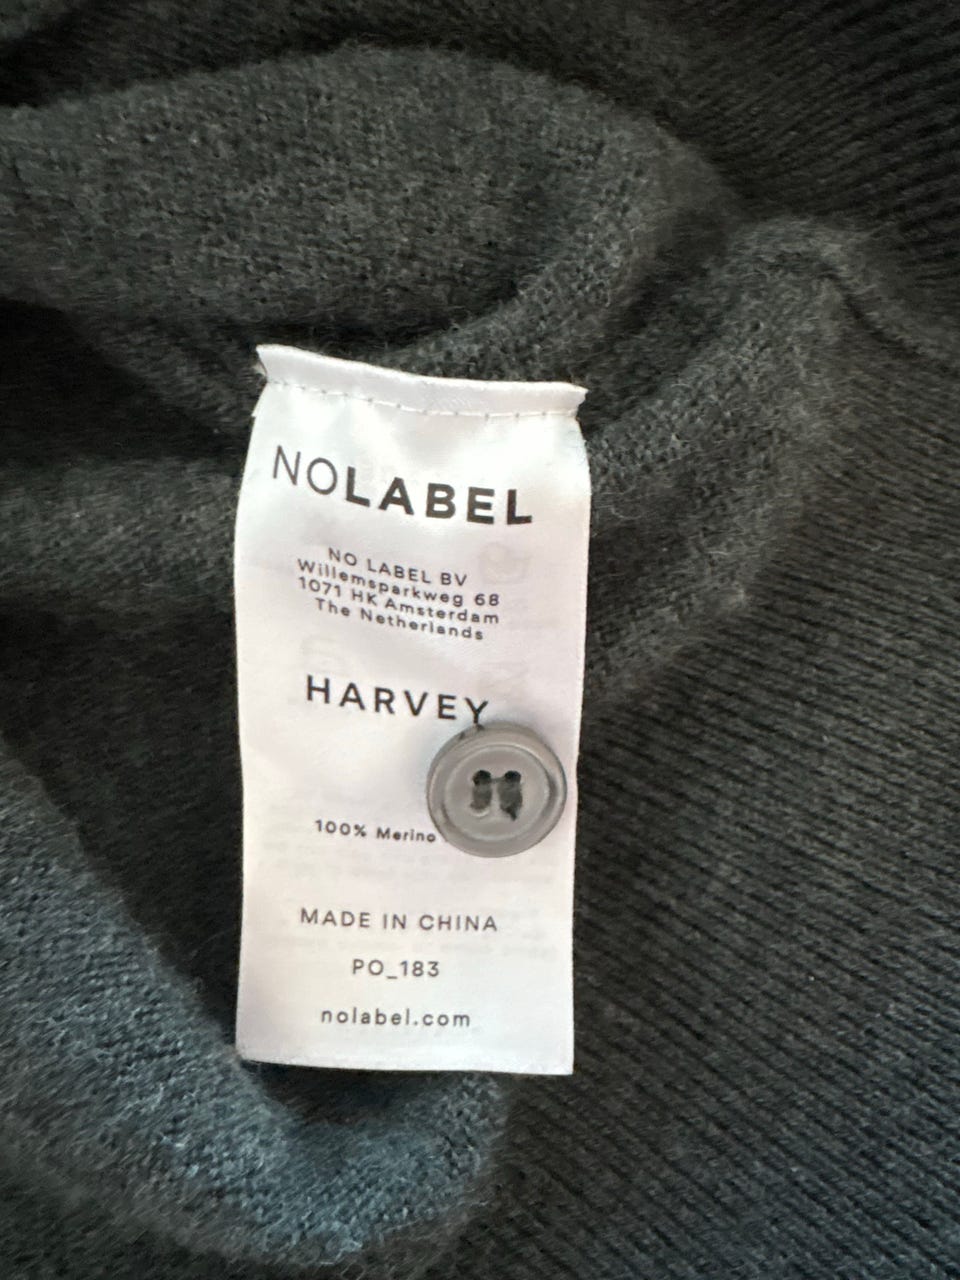 NOLABEL
NO LABEL BV
Willemsparkweg 68
1071 HK Amsterdam
The Netherlands
HARVEY
100% Merino
MADE IN CHINA
PO_183
nolabel.com